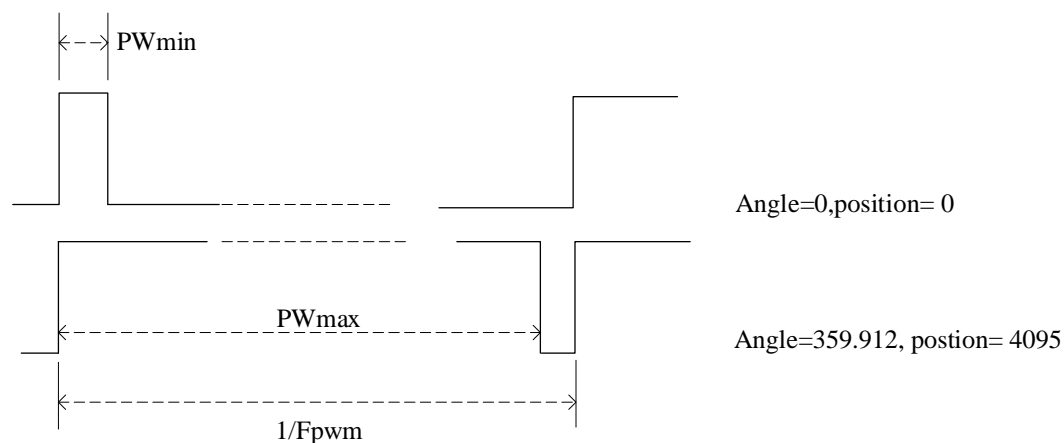 PWmin
Angle=0,position= 0
PWmax
Angle=359.912, postion= 4095
1/Fpwm